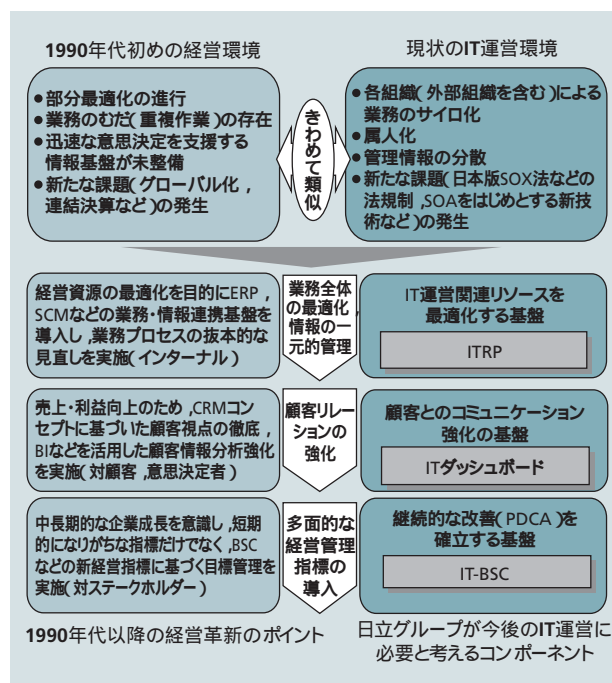 1990年代初めの経営環境
現状のIT運営環境
●部分最適化の進行
●業務のむだ(重複作業)の存在
●迅速な意思決定を支援する
情報基盤が未整備
●新たな課題(グローバル化,
連結決算など)の発生
きわめて類似
●各組織(外部組織を含む)による
業務のサイロ化
●属人化
●管理情報の分散
●新たな課題(日本版SOX法などの
法規制,SOAをはじめとする新技
術など)の発生
経営資源の最適化を目的にERP,
SCMなどの業務・情報連携基盤を
導入し,業務プロセスの抜本的な
見直しを実施(インターナル)
業務全体
の最適化,
情報の一
元的管理
IT運営関連リソースを
最適化する基盤
ITRP
売上・利益向上のため,CRMコン
セプトに基づいた顧客視点の徹底,
BIなどを活用した顧客情報分析強化
を実施(対顧客,意思決定者)
顧客リレー
ションの
強化
顧客とのコミュニケーション
強化の基盤
ITダッシュボード
中長期的な企業成長を意識し,短期
的になりがちな指標だけでなく,BSC
などの新経営指標に基づく目標管理を
実施(対ステークホルダー)
多面的な
経営管理
指標の
導入
継続的な改善(PDCA)を
確立する基盤
IT-BSC
1990年代以降の経営革新のポイント
日立グループが今後のIT運営に
必要と考えるコンポーネント